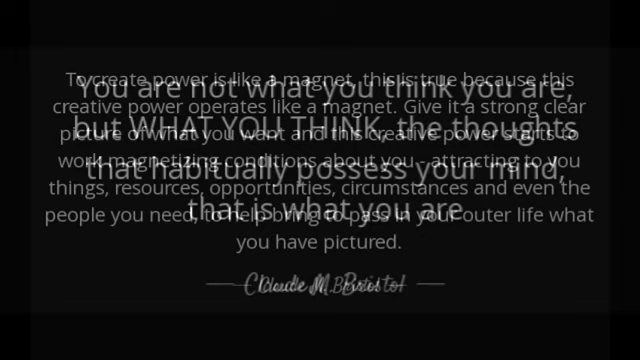 To create power is like a magnet, this is true because this
creative power operates like a magnet. Give it a strong clear
picture of what you want and this creative power starts to
work magnetizing conditions about you - attracting to you
things, resources, opportunities, circumstances and even the
people you need, to help bring to pass in your outer life what
you have pictured.
You are not what you think you are,
but WHAT YOU THINK, the thoughts
that habitually possess your mind,
that is what you are
Claude M. Bristol